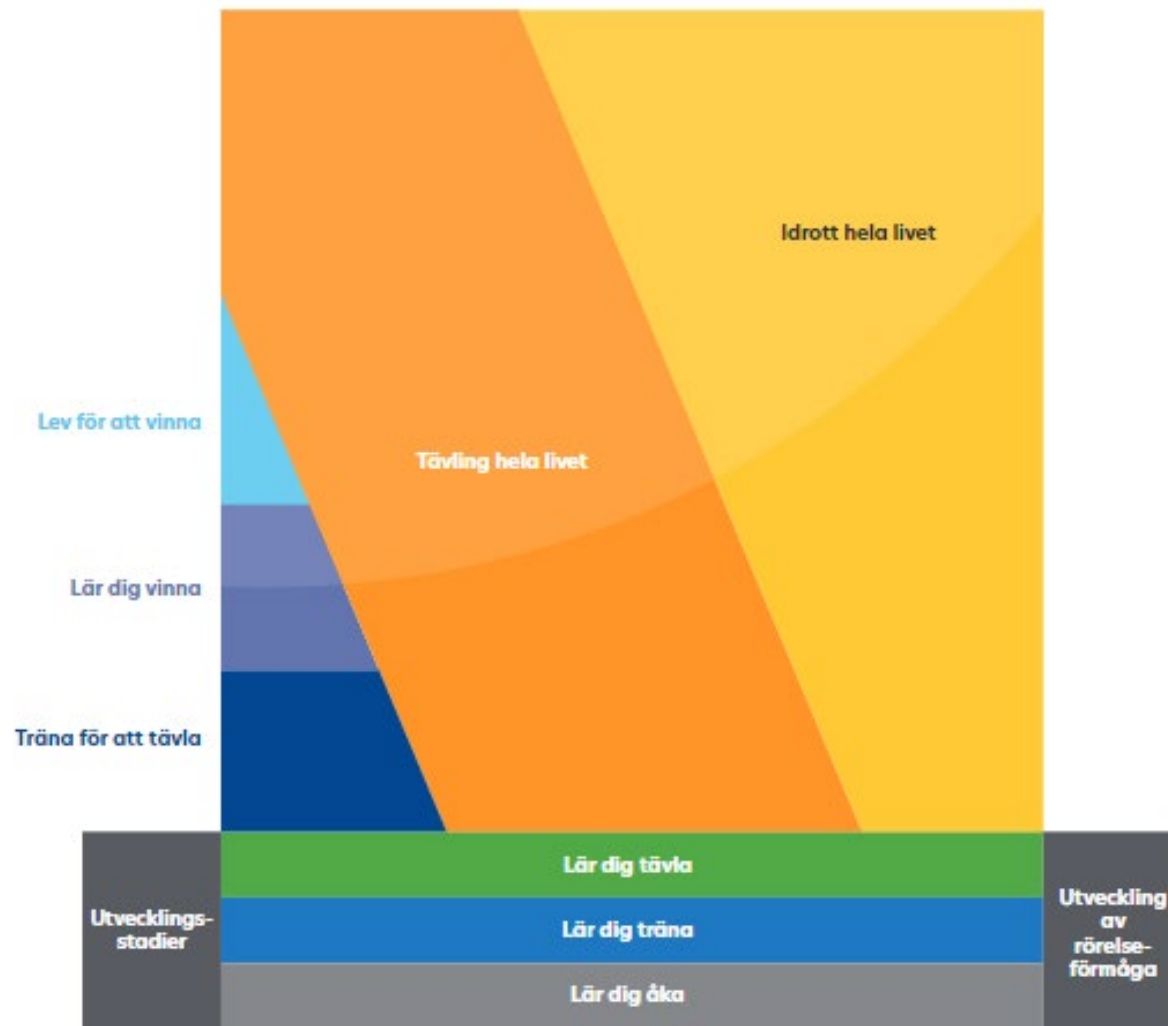 Idrott hela livet
Lev för att vinna
Tävling hela livet
Lär dig vinna
Träna för att tävla
Lär dig tävla
Utvecklings-
stadier
Lär dig träna
Utveckling
av
rörelse-
förmåga
Lär dig åka